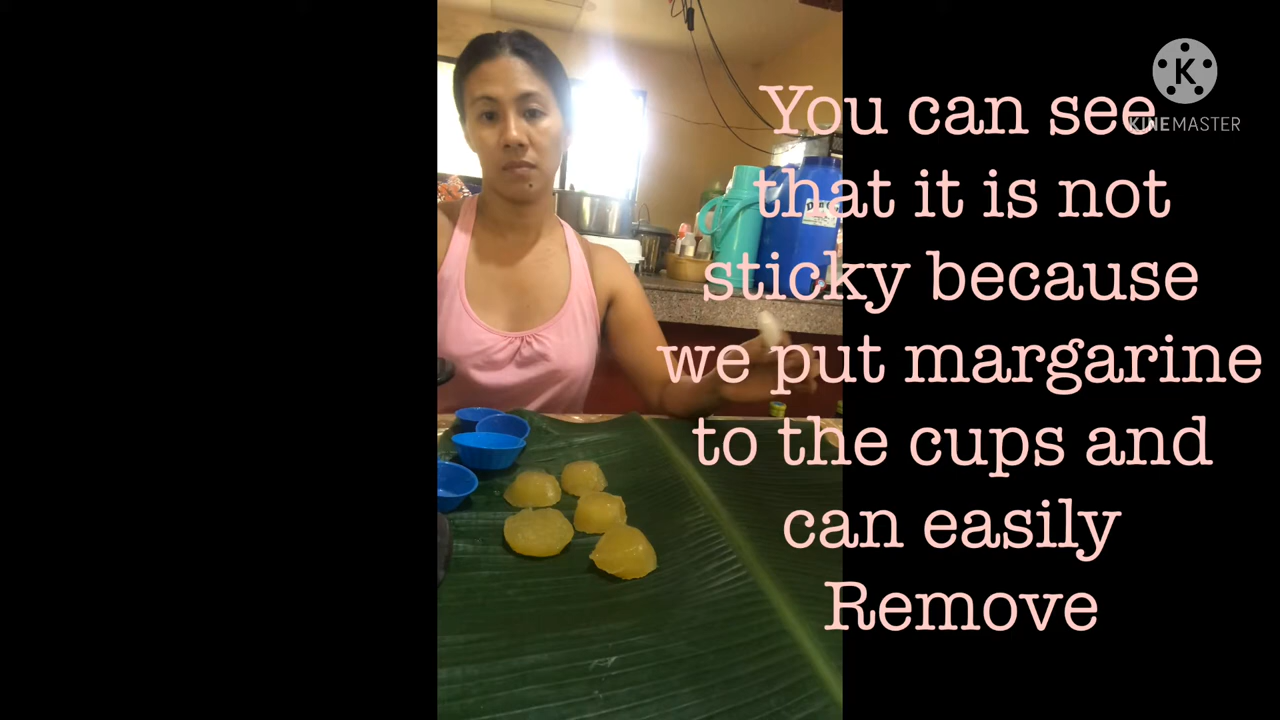 You can see
that it is not
sticky because
we put margarine
to the cups and
can easily
Remove
K
KINEMASTER